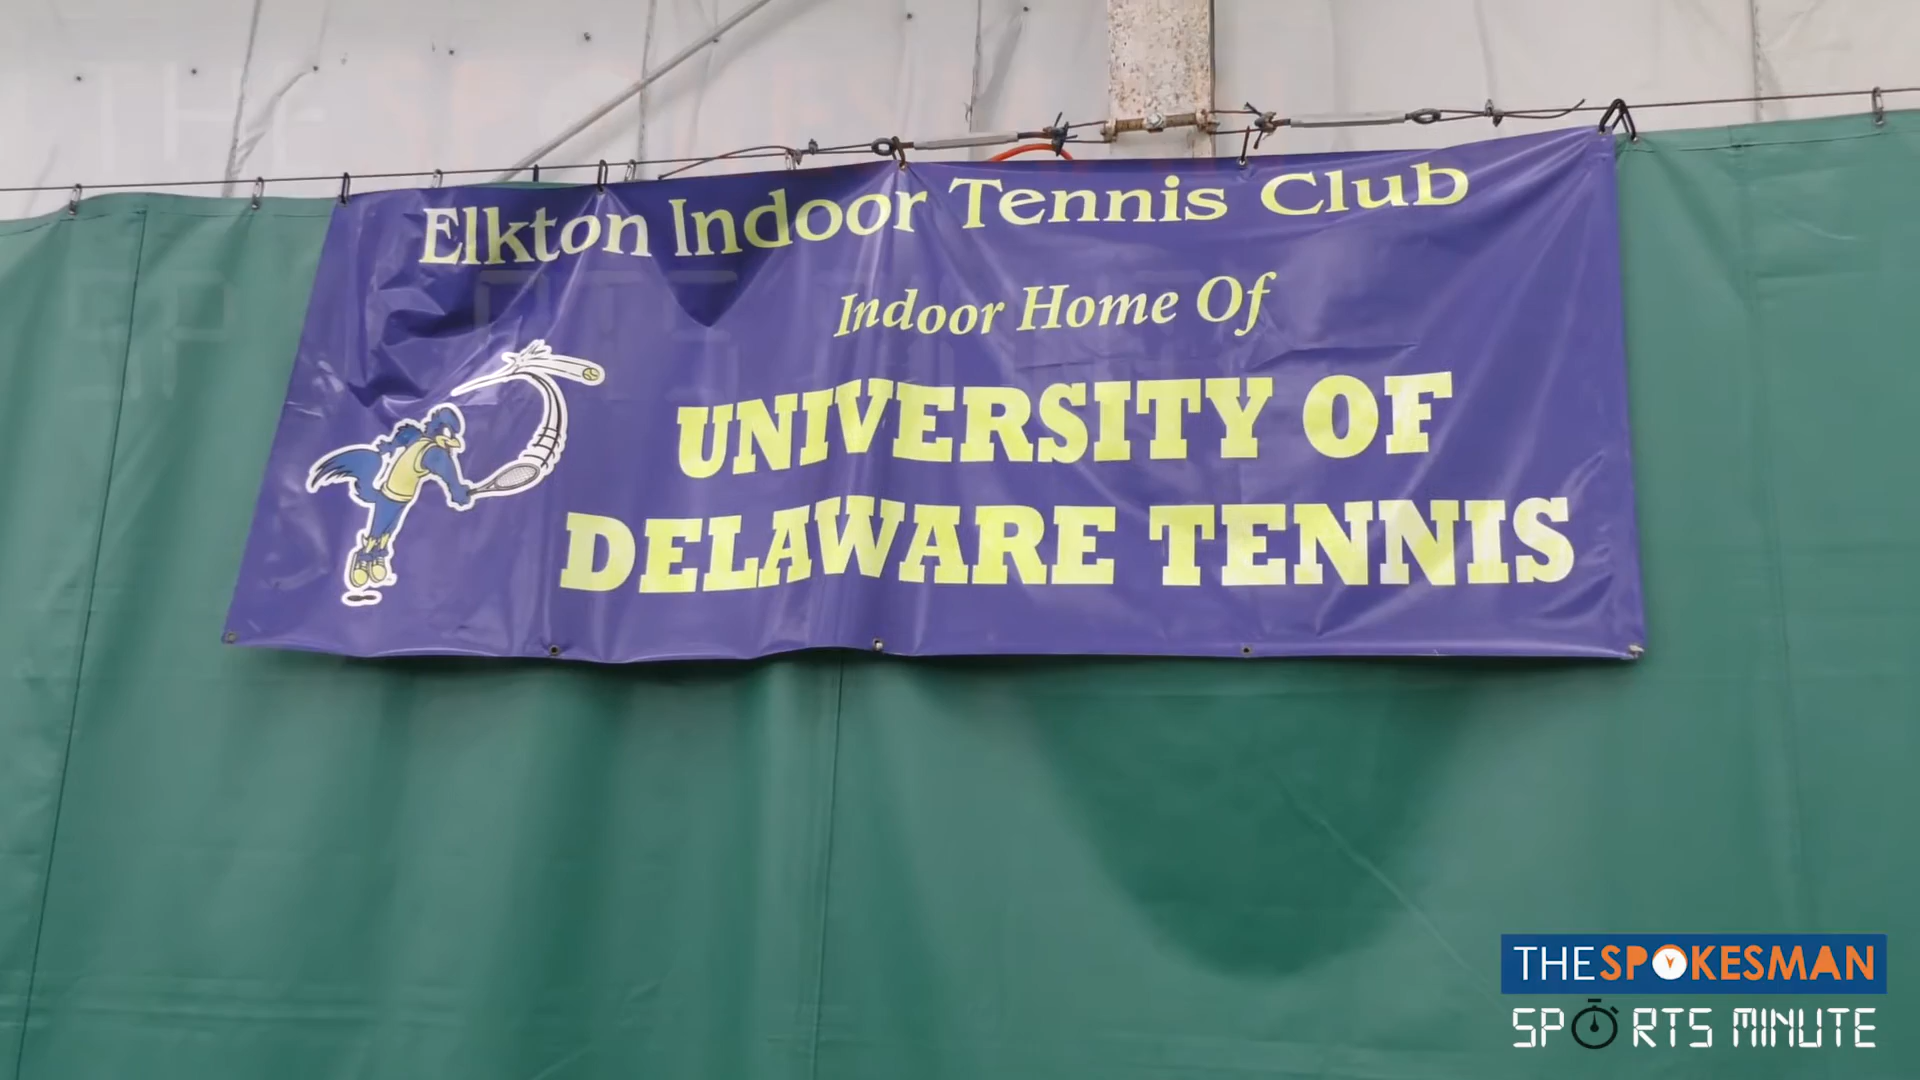 Elkton Indoor Tennis Club
Indoor Home Of
UNIVERSITY OF
DELAWARE TENNIS
THESPOKESMAN
SPORTS MINUTE